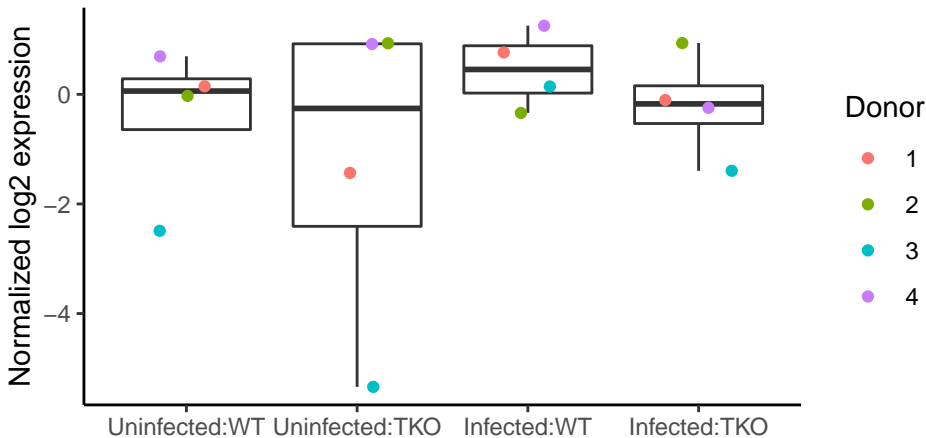 Normalized log2 expression
0
−2
−4
Uninfected:WT
Uninfected:TKO
Infected:WT
Infected:TKO
Donor
1
2
3
4